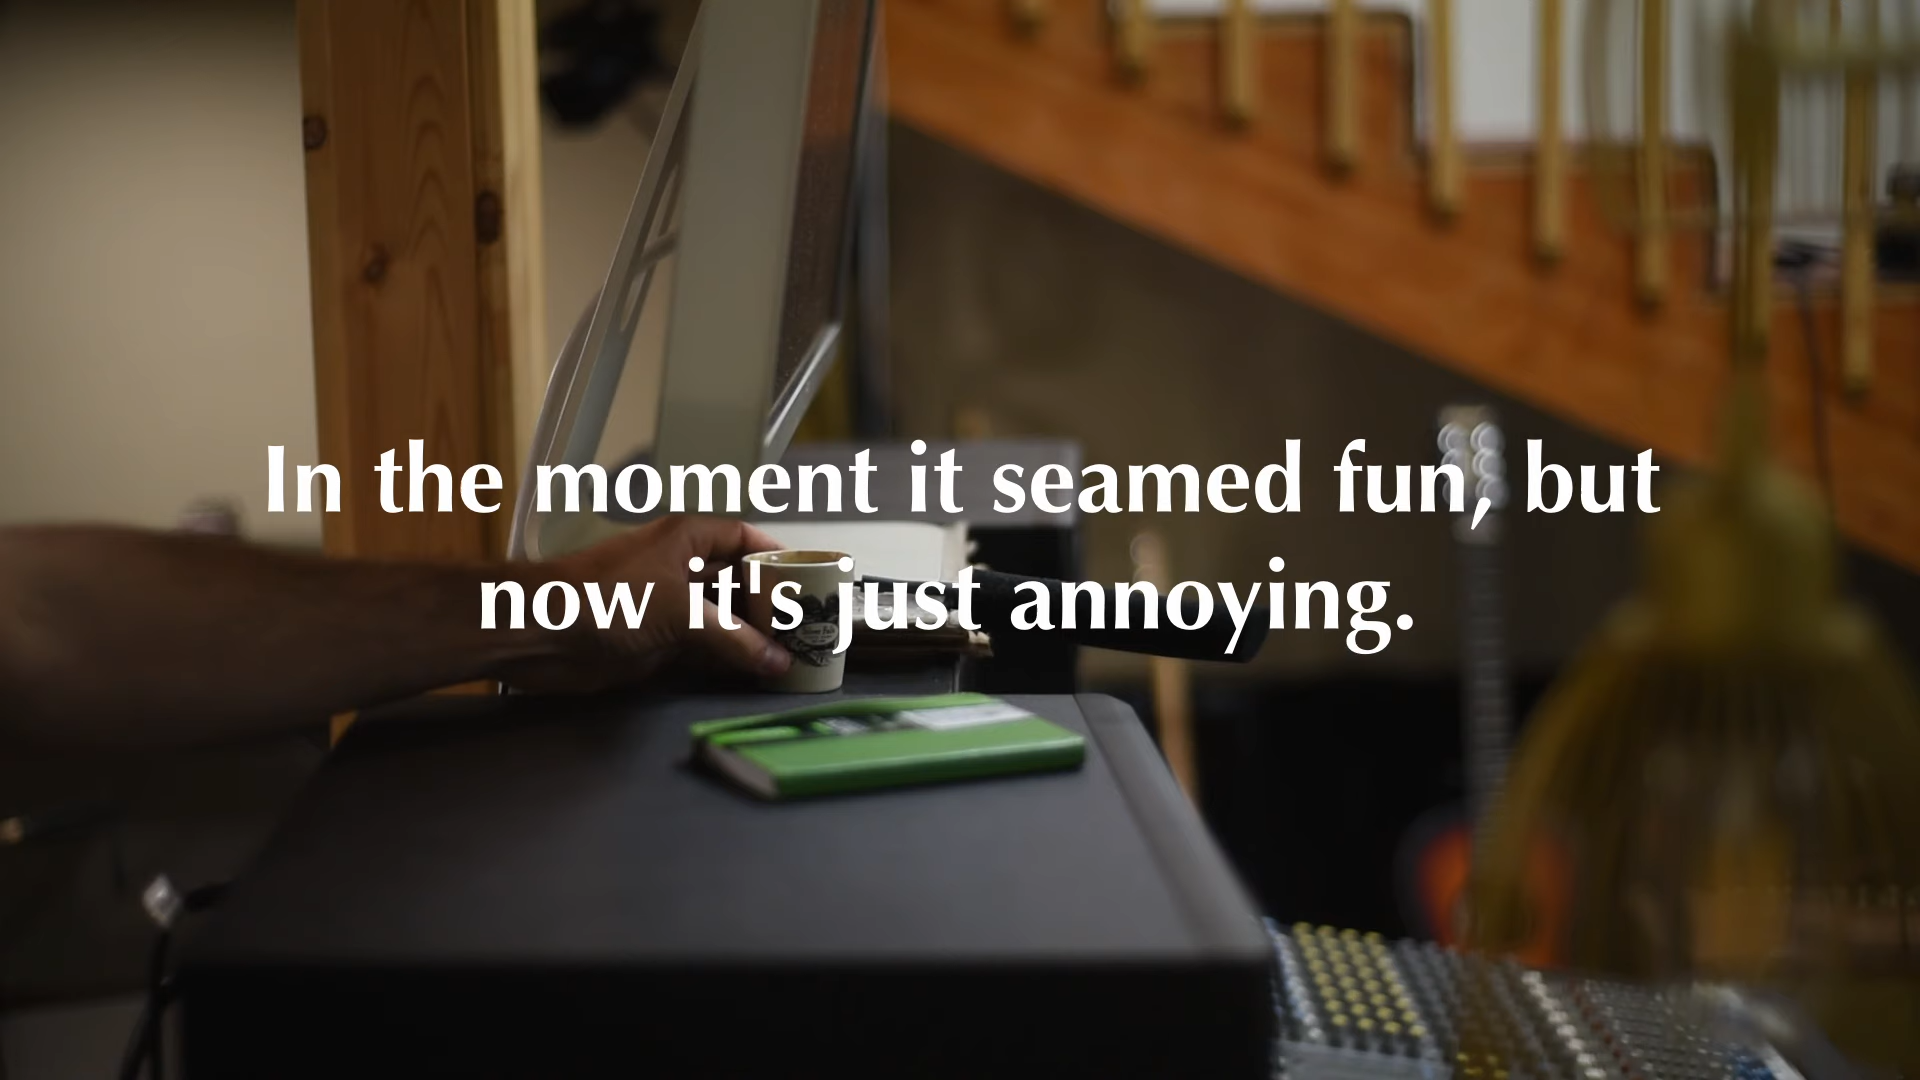 In the moment it seamed fun, but
now it's just annoying.